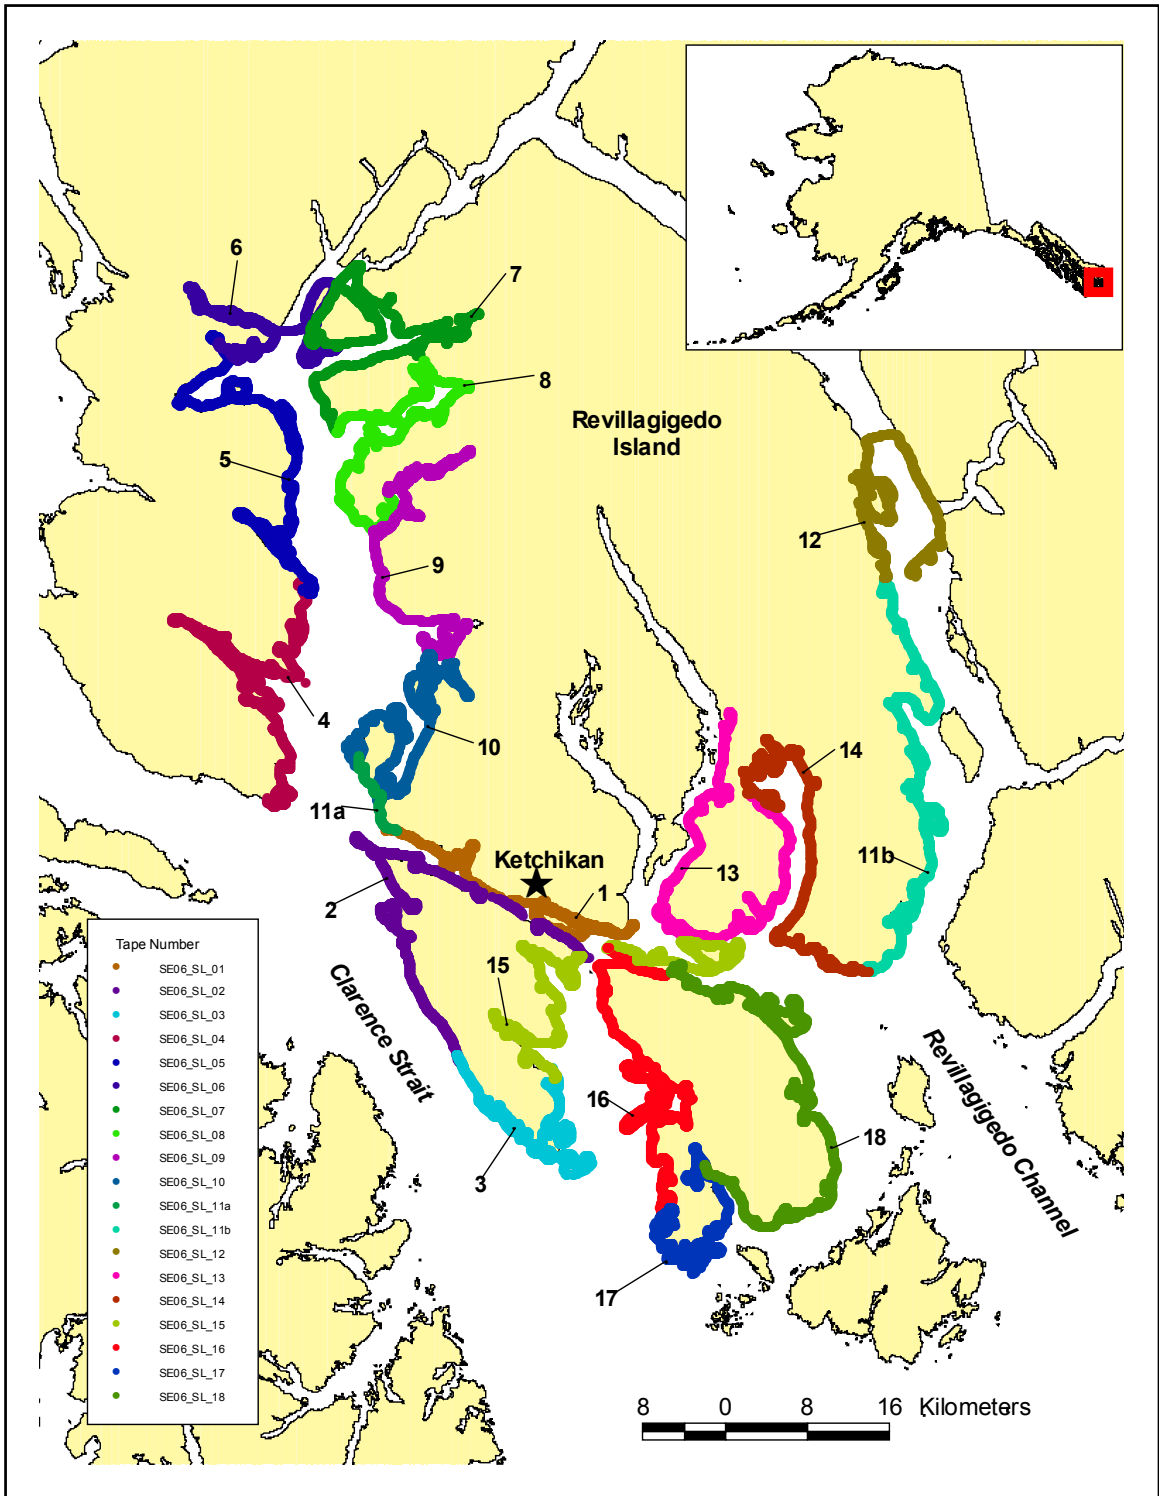 6
7
8
Revillagigedo
Island
5
12
9
4
10
14
11a
Ketchikan
13
11b
1
2
Tape Number
SE06_SL_01
SE06_SL_02
SE06_SL_03
SE06_SL_04
SE06_SL_05
SE06_SL_06
SE06_SL_07
SE06_SL_08
SE06_SL_09
SE06_SL_10
SE06_SL_11a
SE06_SL_11b
SE06_SL_12
SE06_SL_13
SE06_SL_14
SE06_SL_15
SE06_SL_16
SE06_SL_17
SE06_SL_18
15
Clarence Strait
Revillagigedo Channel
16
18
3
17
8 0 8 16 Kilometers